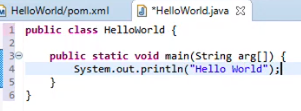 HelloWorld/pom.xml *HelloWorld.java
1 public class HelloWorld {
2
3 public static void main(String arg[]) {
4 System.out.println("Hello World");
5 }
6 }